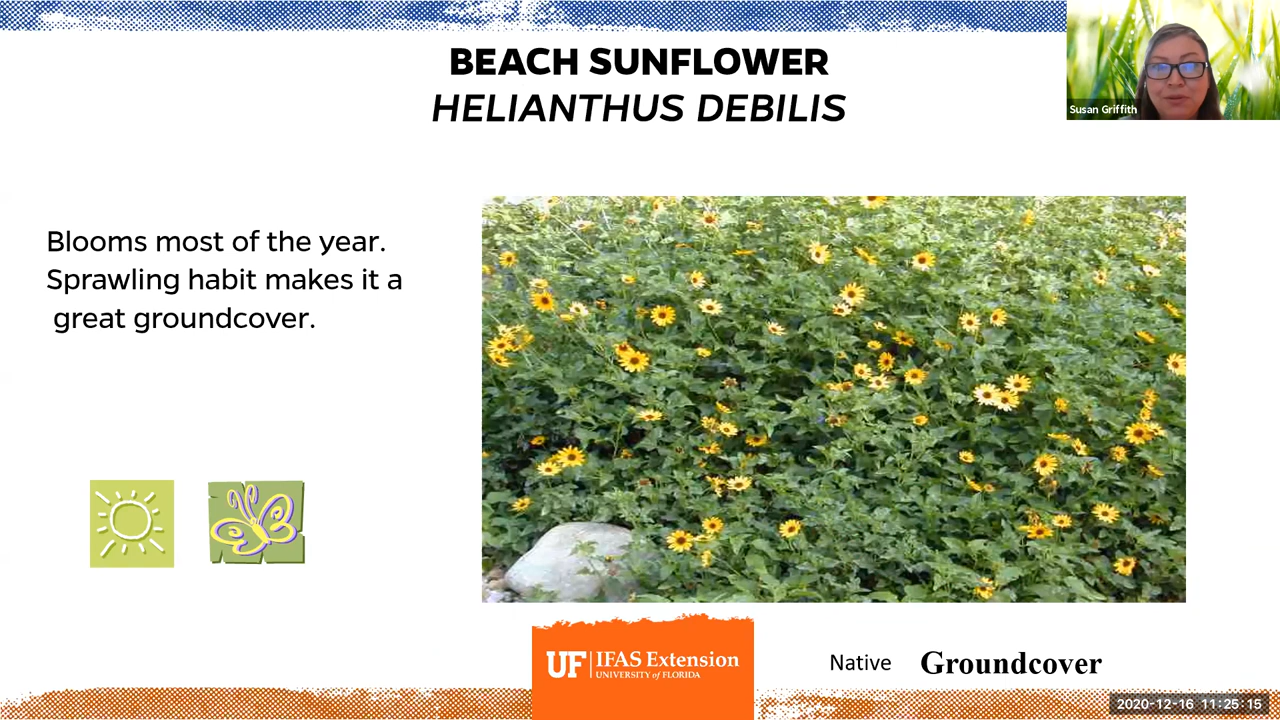 BEACH SUNFLOWER
HELIANTHUS DEBILIS
Susan Griffith
Blooms most of the year.
Sprawling habit makes it a
great groundcover.
UF IFAS Extension
UNIVERSITY of FLORIDA
Native Groundcover
2020-12-16 11:25:15